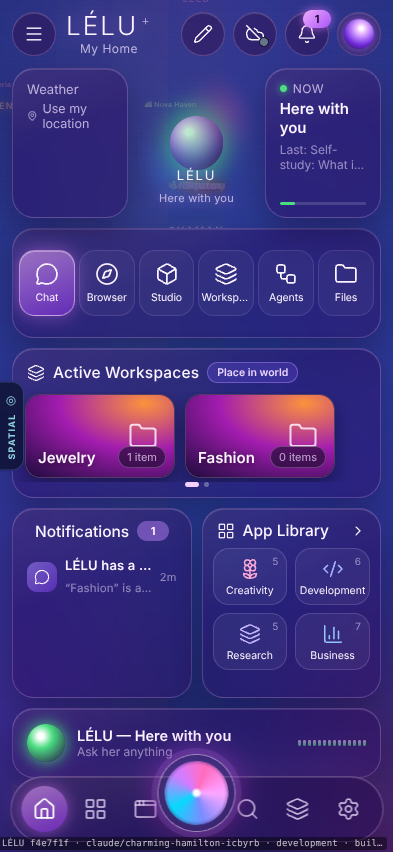 LÉLU +
My Home
1
Weather
Use my
location
Nova Haven
LÉLU
Here with you
NOW
Here with
you
Last: Self-
study: What i...
Chat
Browser
Studio
Worksp...
Agents
Files
Active Workspaces
Place in world
SPATIAL
Jewelry
1 item
Fashion
0 items
Notifications
1
LÉLU has a ...
“Fashion” is a...
2m
App Library
5
Creativity
6
Development
5
Research
7
Business
LÉLU — Here with you
Ask her anything
LÉLU f4e7f1f · claude/charming-hamilton-icbyrb · development · buil…